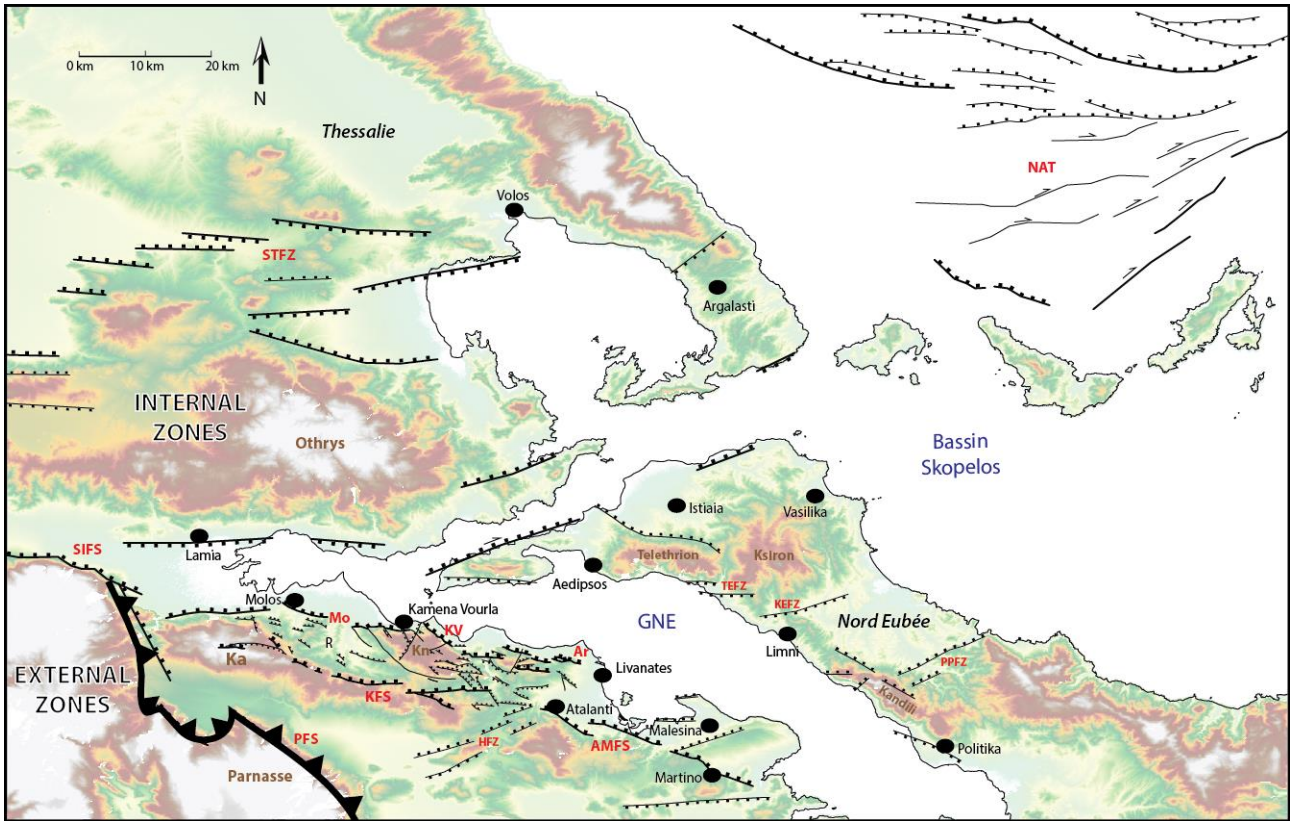 0 km 10 km 20 km
N
Thessalie
NAT
Volos
STFZ
Argalasti
INTERNAL
ZONES
Othrys
Bassin
Skopelos
Istiaia
Vasilika
SIFS
Lamia
Telethrion
Ksiron
Aedipsos
TEFZ
Molos
Mo
Kamena Vourla
KV
KEFZ
GNE
Nord Eubée
R
Kn
Ka
Ar
Limni
Livanates
PPFZ
EXTERNAL
ZONES
KFS
Kandili
Atalanti
Malesina
PFS
HFZ
AMFS
Politika
Parnasse
Martino